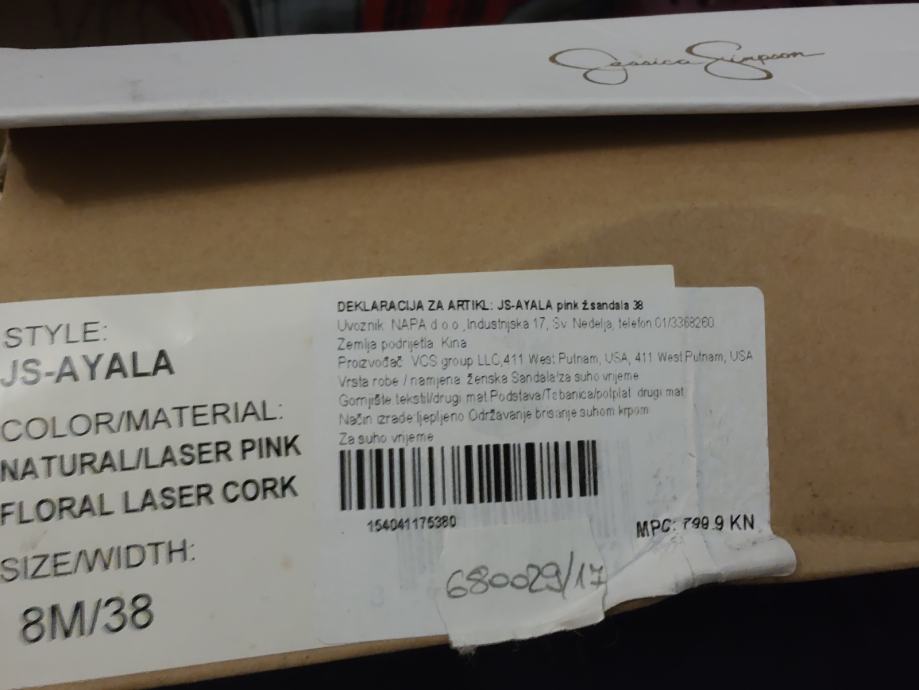 Jessica Simpson
STYLE:
JS-AYALA
COLOR/MATERIAL:
NATURAL/LASER PINK
FLORAL LASER CORK
SIZE/WIDTH:
8M/38
DEKLARACIJA ZA ARTIKL: JS-AYALA pink ž.sandala 38
Uvoznik: NAPA d.o.o.,Industrijska 17, Sv. Nedelja, telefon:01/3368260
Zemlja podrijetla: Kina
Proizvođač: VCS group LLC,411 West Putnam, USA, 411 West Putnam, USA
Vrsta robe / namjena: ženska Sandala/za suho vrijeme
Gornjište:tekstil/drugi mat.Podstava/Tabanica/potplat: drugi mat.
Način izrade:ljepljeno Održavanje:brisanje suhom krpom
Za suho vrijeme
154041175380
MPC: 799.9 KN
680029/17